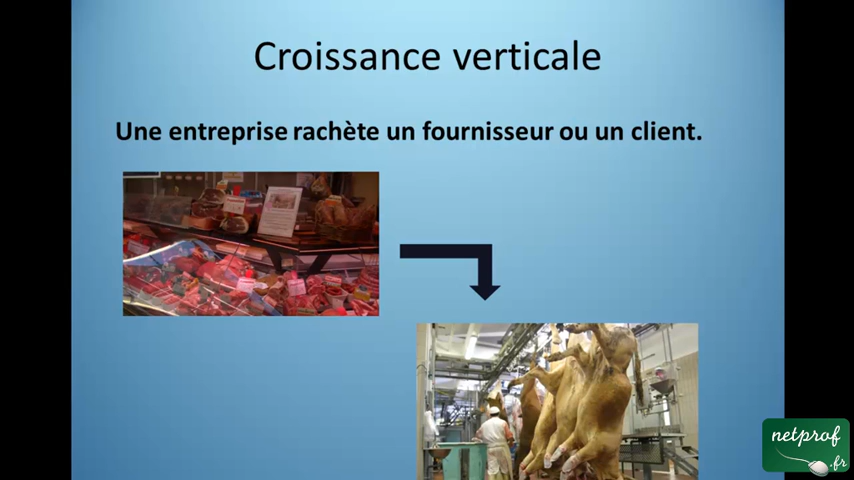 Croissance verticale
Une entreprise rachète un fournisseur ou un client.
netprof
.fr